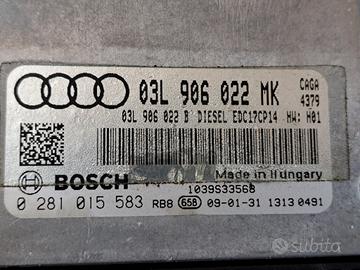 03L 906 022 MK CAGA
4379
03L 906 022 B DIESEL EDC17CP14 HW: H01
Made in Hungary
BOSCH 1039S33568
0 281 015 583 RBB 658 09-01-31 1313 0491
subito